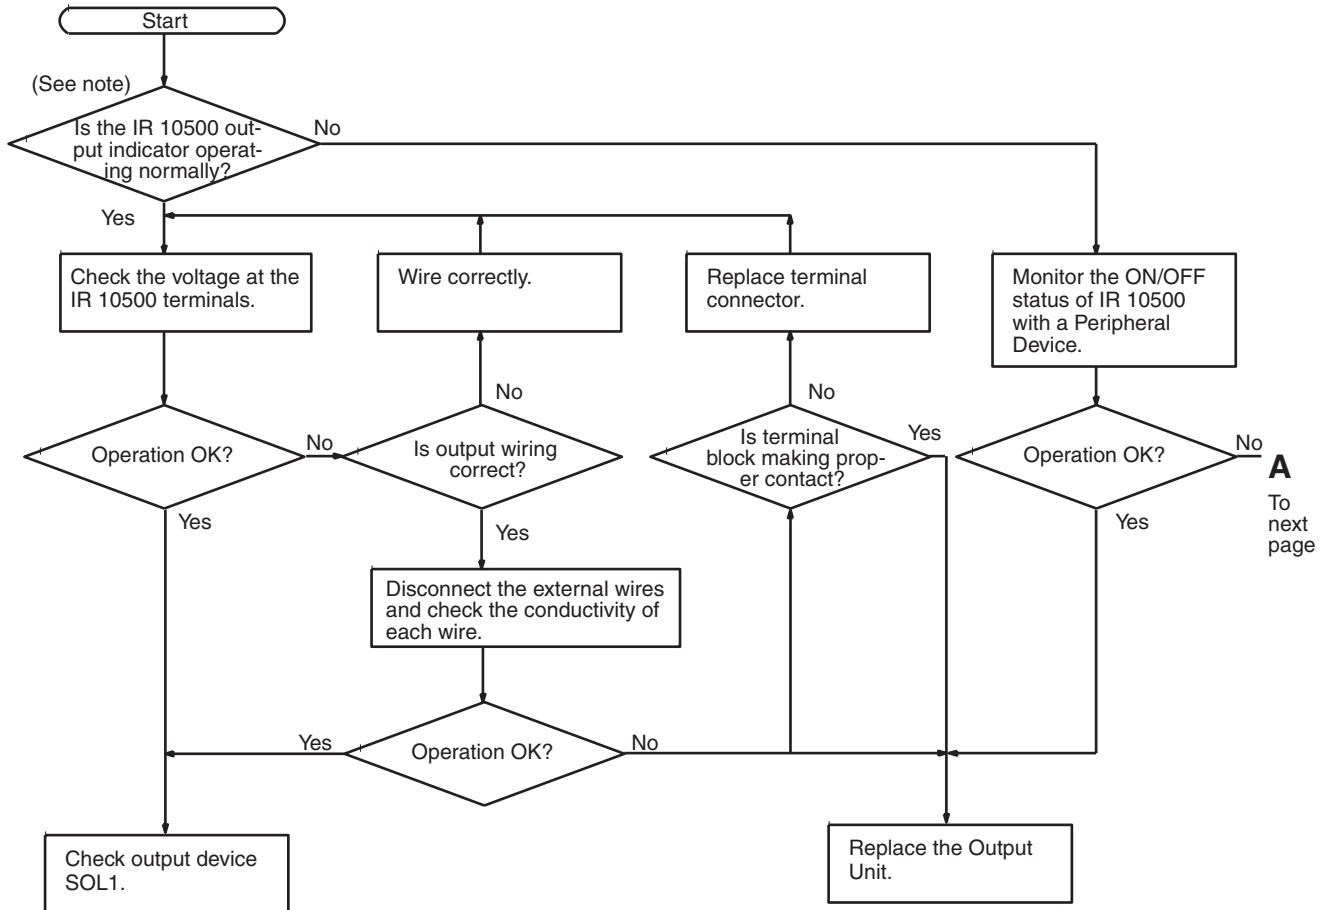 Start
(See note)
Is the IR 10500 out-
put indicator operat-
ing normally?
No
Yes
Check the voltage at the
IR 10500 terminals.
Wire correctly.
Replace terminal
connector.
Monitor the ON/OFF
status of IR 10500
with a Peripheral
Device.
No
No
Operation OK?
No
Is output wiring
correct?
Is terminal
block making prop-
er contact?
Yes
Operation OK?
No
A
To
next
page
Yes
Yes
Yes
Disconnect the external wires
and check the conductivity of
each wire.
Yes
Operation OK?
No
Check output device
SOL1.
Replace the Output
Unit.